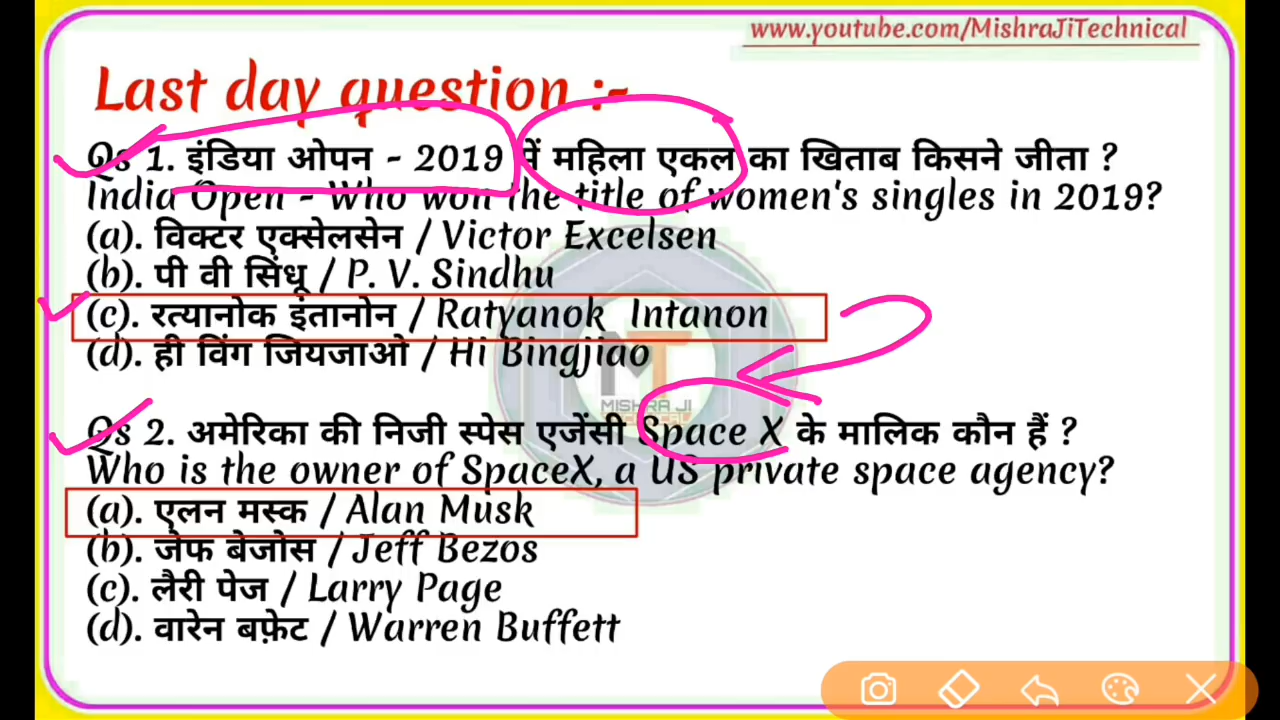 www.youtube.com/MishraJiTechnical
Last day question :-
Qs 1. इंडिया ओपन - 2019 में महिला एकल का खिताब किसने जीता ?
India Open - Who won the title of women's singles in 2019?
(a). विक्टर एक्सेलसेन / Victor Excelsen
(b). पी वी सिंधू / P. V. Sindhu
(c). रत्यानोक इंतानोन / Ratyanok Intanon
(d). ही विंग जियजाओ / Hi Bingjiao
MT
MISHRA JI
Qs 2. अमेरिका की निजी स्पेस एजेंसी Space X के मालिक कौन हैं ?
Who is the owner of SpaceX, a US private space agency?
(a). एलन मस्क / Alan Musk
(b). जेफ बेजोस / Jeff Bezos
(c). लैरी पेज / Larry Page
(d). वारेन बफ़ेट / Warren Buffett